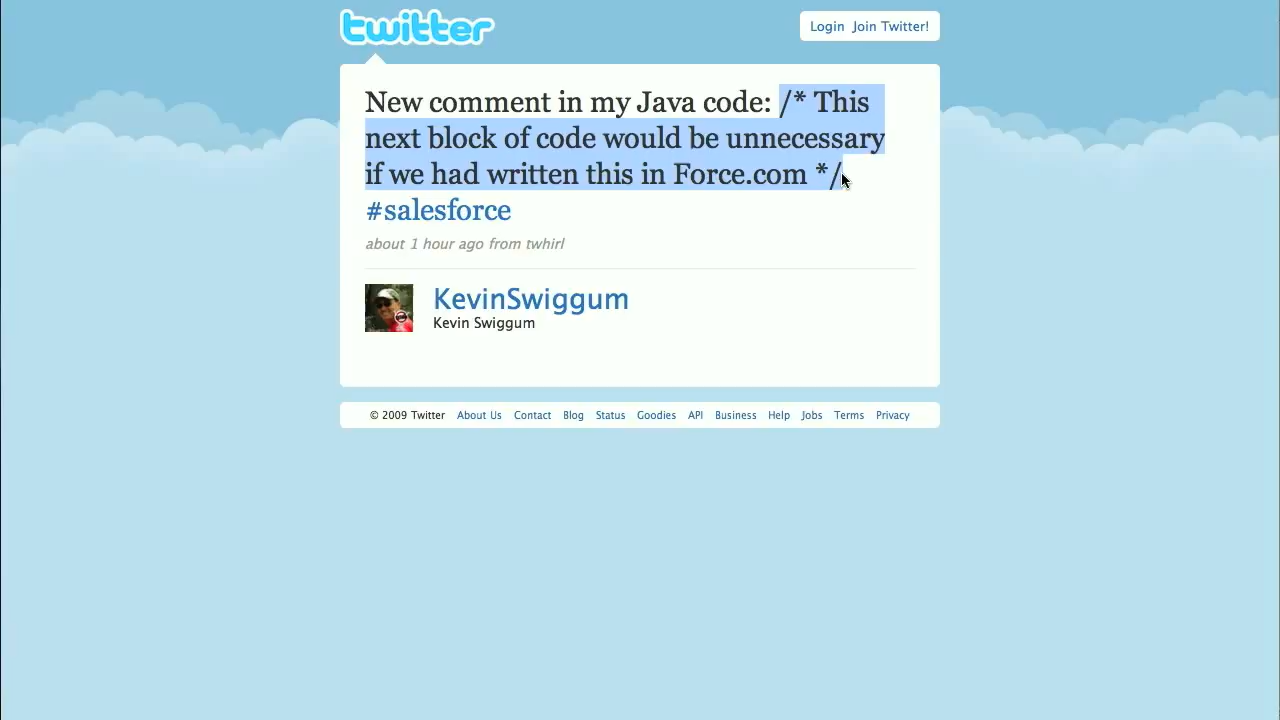 twitter
Login Join Twitter!
New comment in my Java code: /* This
next block of code would be unnecessary
if we had written this in Force.com */
#salesforce
about 1 hour ago from twhirl
KevinSwiggum
Kevin Swiggum
© 2009 Twitter About Us Contact Blog Status Goodies API Business Help Jobs Terms Privacy